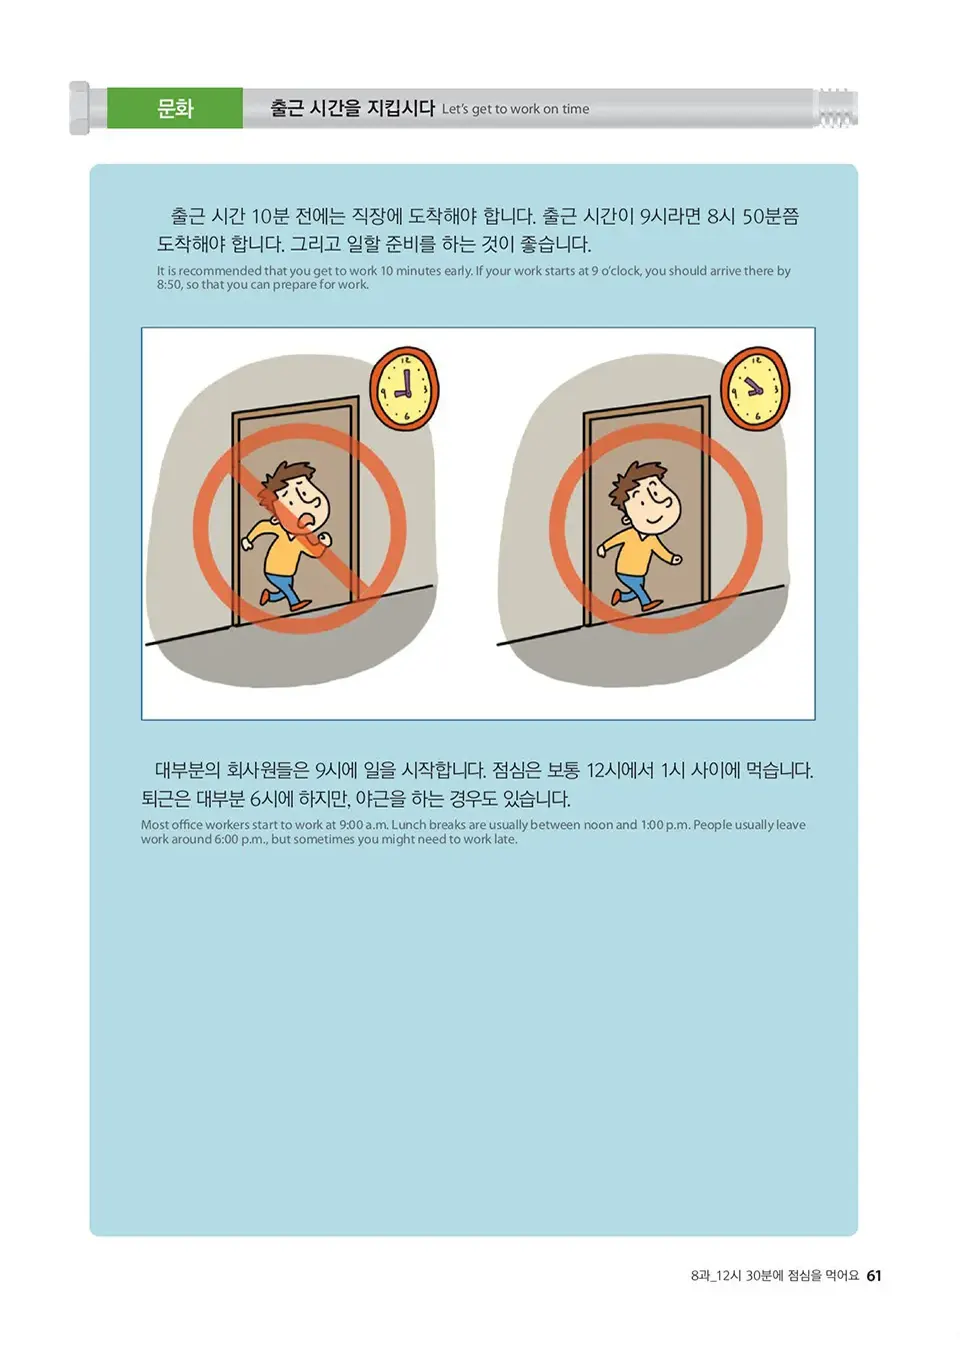 문화
출근 시간을 지킵시다 Let's get to work on time
출근 시간 10분 전에는 직장에 도착해야 합니다. 출근 시간이 9시라면 8시 50분쯤
도착해야 합니다. 그리고 일할 준비를 하는 것이 좋습니다.
It is recommended that you get to work 10 minutes early. If your work starts at 9 o'clock, you should arrive there by
8:50, so that you can prepare for work.
12
9 3
6
12
9 3
6
대부분의 회사원들은 9시에 일을 시작합니다. 점심은 보통 12시에서 1시 사이에 먹습니다.
퇴근은 대부분 6시에 하지만, 야근을 하는 경우도 있습니다.
Most office workers start to work at 9:00 a.m. Lunch breaks are usually between noon and 1:00 p.m. People usually leave
work around 6:00 p.m., but sometimes you might need to work late.
8과_12시 30분에 점심을 먹어요 61